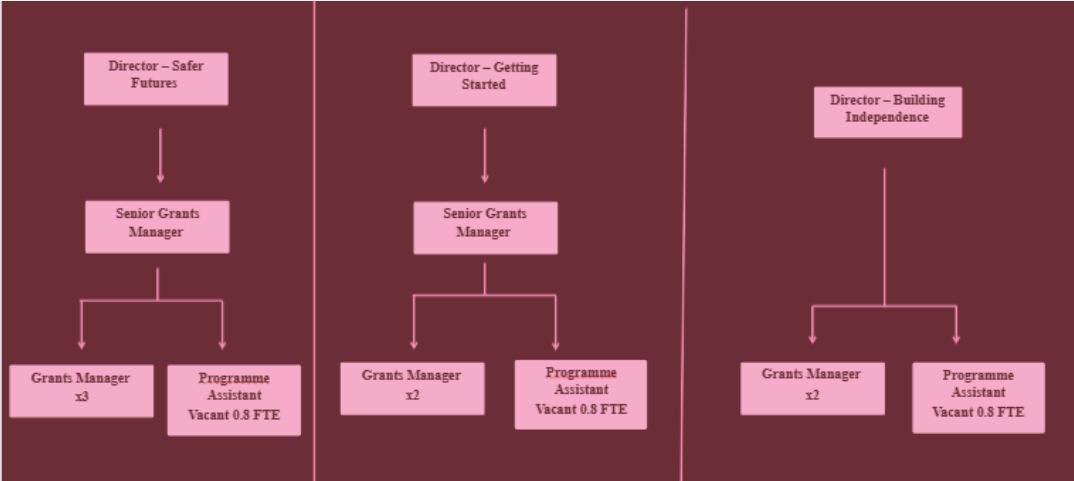 Director – Safer
Futures
Senior Grants
Manager
Grants Manager
x3
Programme
Assistant
Vacant 0.8 FTE
Director – Getting
Started
Senior Grants
Manager
Grants Manager
x2
Programme
Assistant
Vacant 0.8 FTE
Director – Building
Independence
Grants Manager
x2
Programme
Assistant
Vacant 0.8 FTE